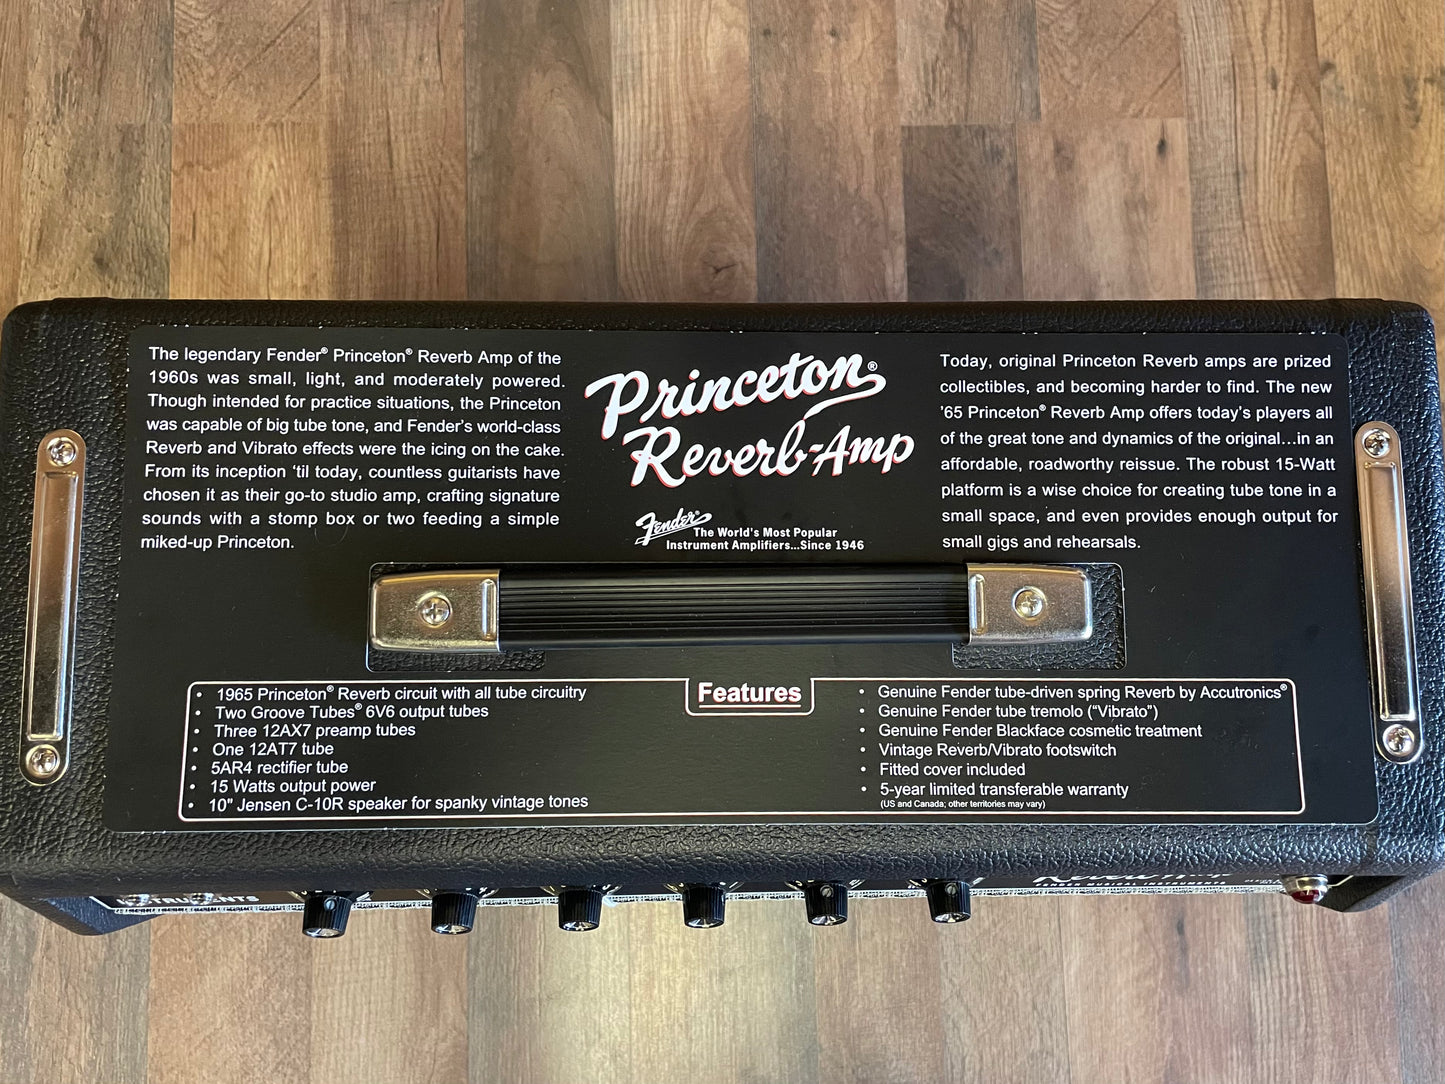 The legendary Fender® Princeton® Reverb Amp of the
1960s was small, light, and moderately powered.
Though intended for practice situations, the Princeton
was capable of big tube tone, and Fender's world-class
Reverb and Vibrato effects were the icing on the cake.
From its inception 'til today, countless guitarists have
chosen it as their go-to studio amp, crafting signature
sounds with a stomp box or two feeding a simple
miked-up Princeton.
Princeton®
Reverb-Amp
Fender®
The World's Most Popular
Instrument Amplifiers...Since 1946
Today, original Princeton Reverb amps are prized
collectibles, and becoming harder to find. The new
'65 Princeton® Reverb Amp offers today's players all
of the great tone and dynamics of the original...in an
affordable, roadworthy reissue. The robust 15-Watt
platform is a wise choice for creating tube tone in a
small space, and even provides enough output for
small gigs and rehearsals.
Features
• 1965 Princeton® Reverb circuit with all tube circuitry
• Two Groove Tubes® 6V6 output tubes
• Three 12AX7 preamp tubes
• One 12AT7 tube
• 5AR4 rectifier tube
• 15 Watts output power
• 10" Jensen C-10R speaker for spanky vintage tones
• Genuine Fender tube-driven spring Reverb by Accutronics®
• Genuine Fender tube tremolo ("Vibrato")
• Genuine Fender Blackface cosmetic treatment
• Vintage Reverb/Vibrato footswitch
• Fitted cover included
• 5-year limited transferable warranty
(US and Canada; other territories may vary)
INSTRUMENTS
Reverb-Amp